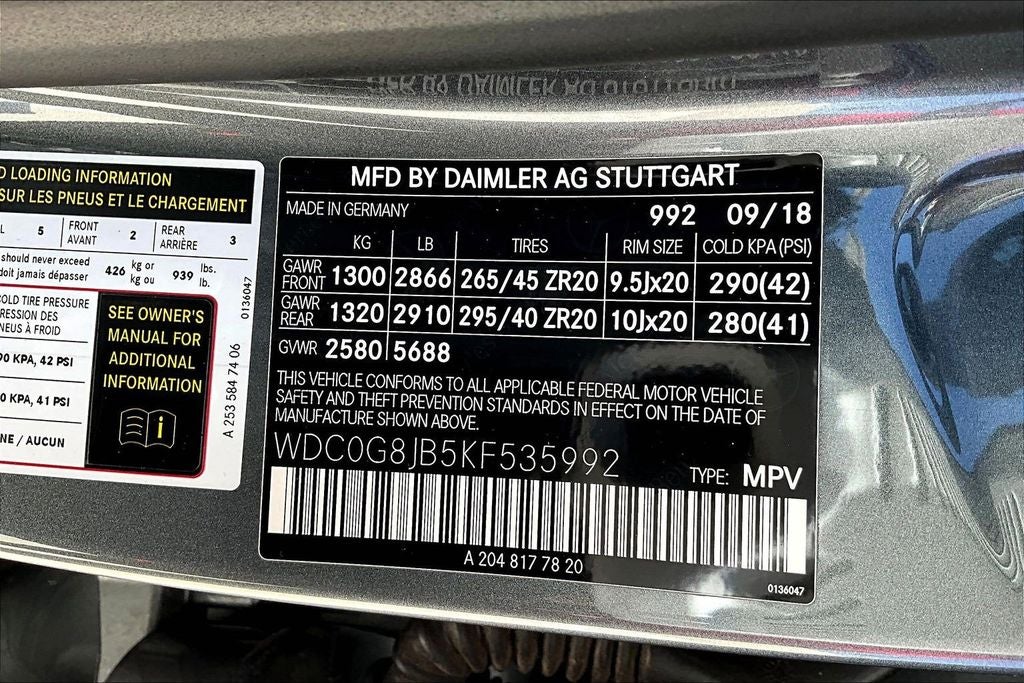 D LOADING INFORMATION
SUR LES PNEUS ET LE CHARGEMENT
L 5 FRONT AVANT 2 REAR ARRIÈRE 3
should never exceed
doit jamais dépasser 426 kg or kg ou 939 lbs. lb.
COLD TIRE PRESSURE
RESSION DES
NEUS À FROID
90 KPA, 42 PSI
0 KPA, 41 PSI
NE / AUCUN
SEE OWNER'S
MANUAL FOR
ADDITIONAL
INFORMATION
i
0136047
A 253 584 74 06
MFD BY DAIMLER AG STUTTGART
MADE IN GERMANY 992 09/18
KG LB TIRES RIM SIZE COLD KPA (PSI)
GAWR FRONT 1300 2866 265/45 ZR20 9.5Jx20 290(42)
GAWR REAR 1320 2910 295/40 ZR20 10Jx20 280(41)
GVWR 2580 5688
THIS VEHICLE CONFORMS TO ALL APPLICABLE FEDERAL MOTOR VEHICLE
SAFETY AND THEFT PREVENTION STANDARDS IN EFFECT ON THE DATE OF
MANUFACTURE SHOWN ABOVE.
WDC0G8JB5KF535992
TYPE: MPV
A 204 817 78 20
0136047